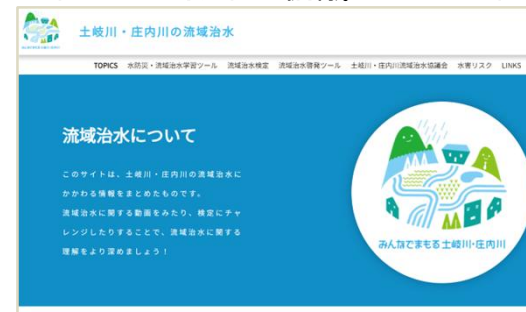 土岐川・庄内川の流域治水
TOPICS 水防災・流域治水学習ツール 流域治水検定 流域治水啓発ツール 土岐川・庄内川流域治水協議会 水害リスク LINKS
流域治水について
このサイトは、土岐川・庄内川の流域治水に
かかわる情報をまとめたものです。
流域治水に関する動画をみたり、検定にチャ
レンジしたりすることで、流域治水に関する
理解をより深めましょう!
みんなでまもる土岐川・庄内川